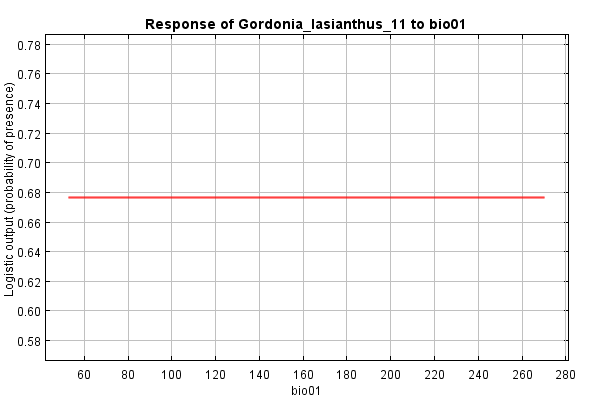 Response of Gordonia_lasianthus_11 to bio01
Logistic output (probability of presence)
0.78
0.76
0.74
0.72
0.70
0.68
0.66
0.64
0.62
0.60
0.58
60 80 100 120 140 160 180 200 220 240 260 280
bio01